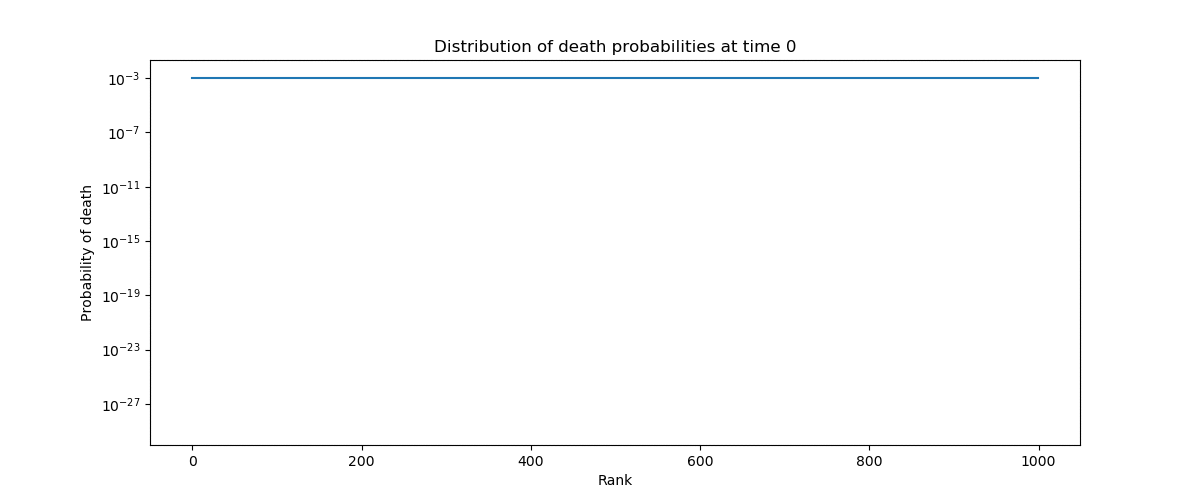 Distribution of death probabilities at time 0
Probability of death
10⁻³
10⁻⁷
10⁻¹¹
10⁻¹⁵
10⁻¹⁹
10⁻²³
10⁻²⁷
0 200 400 600 800 1000
Rank